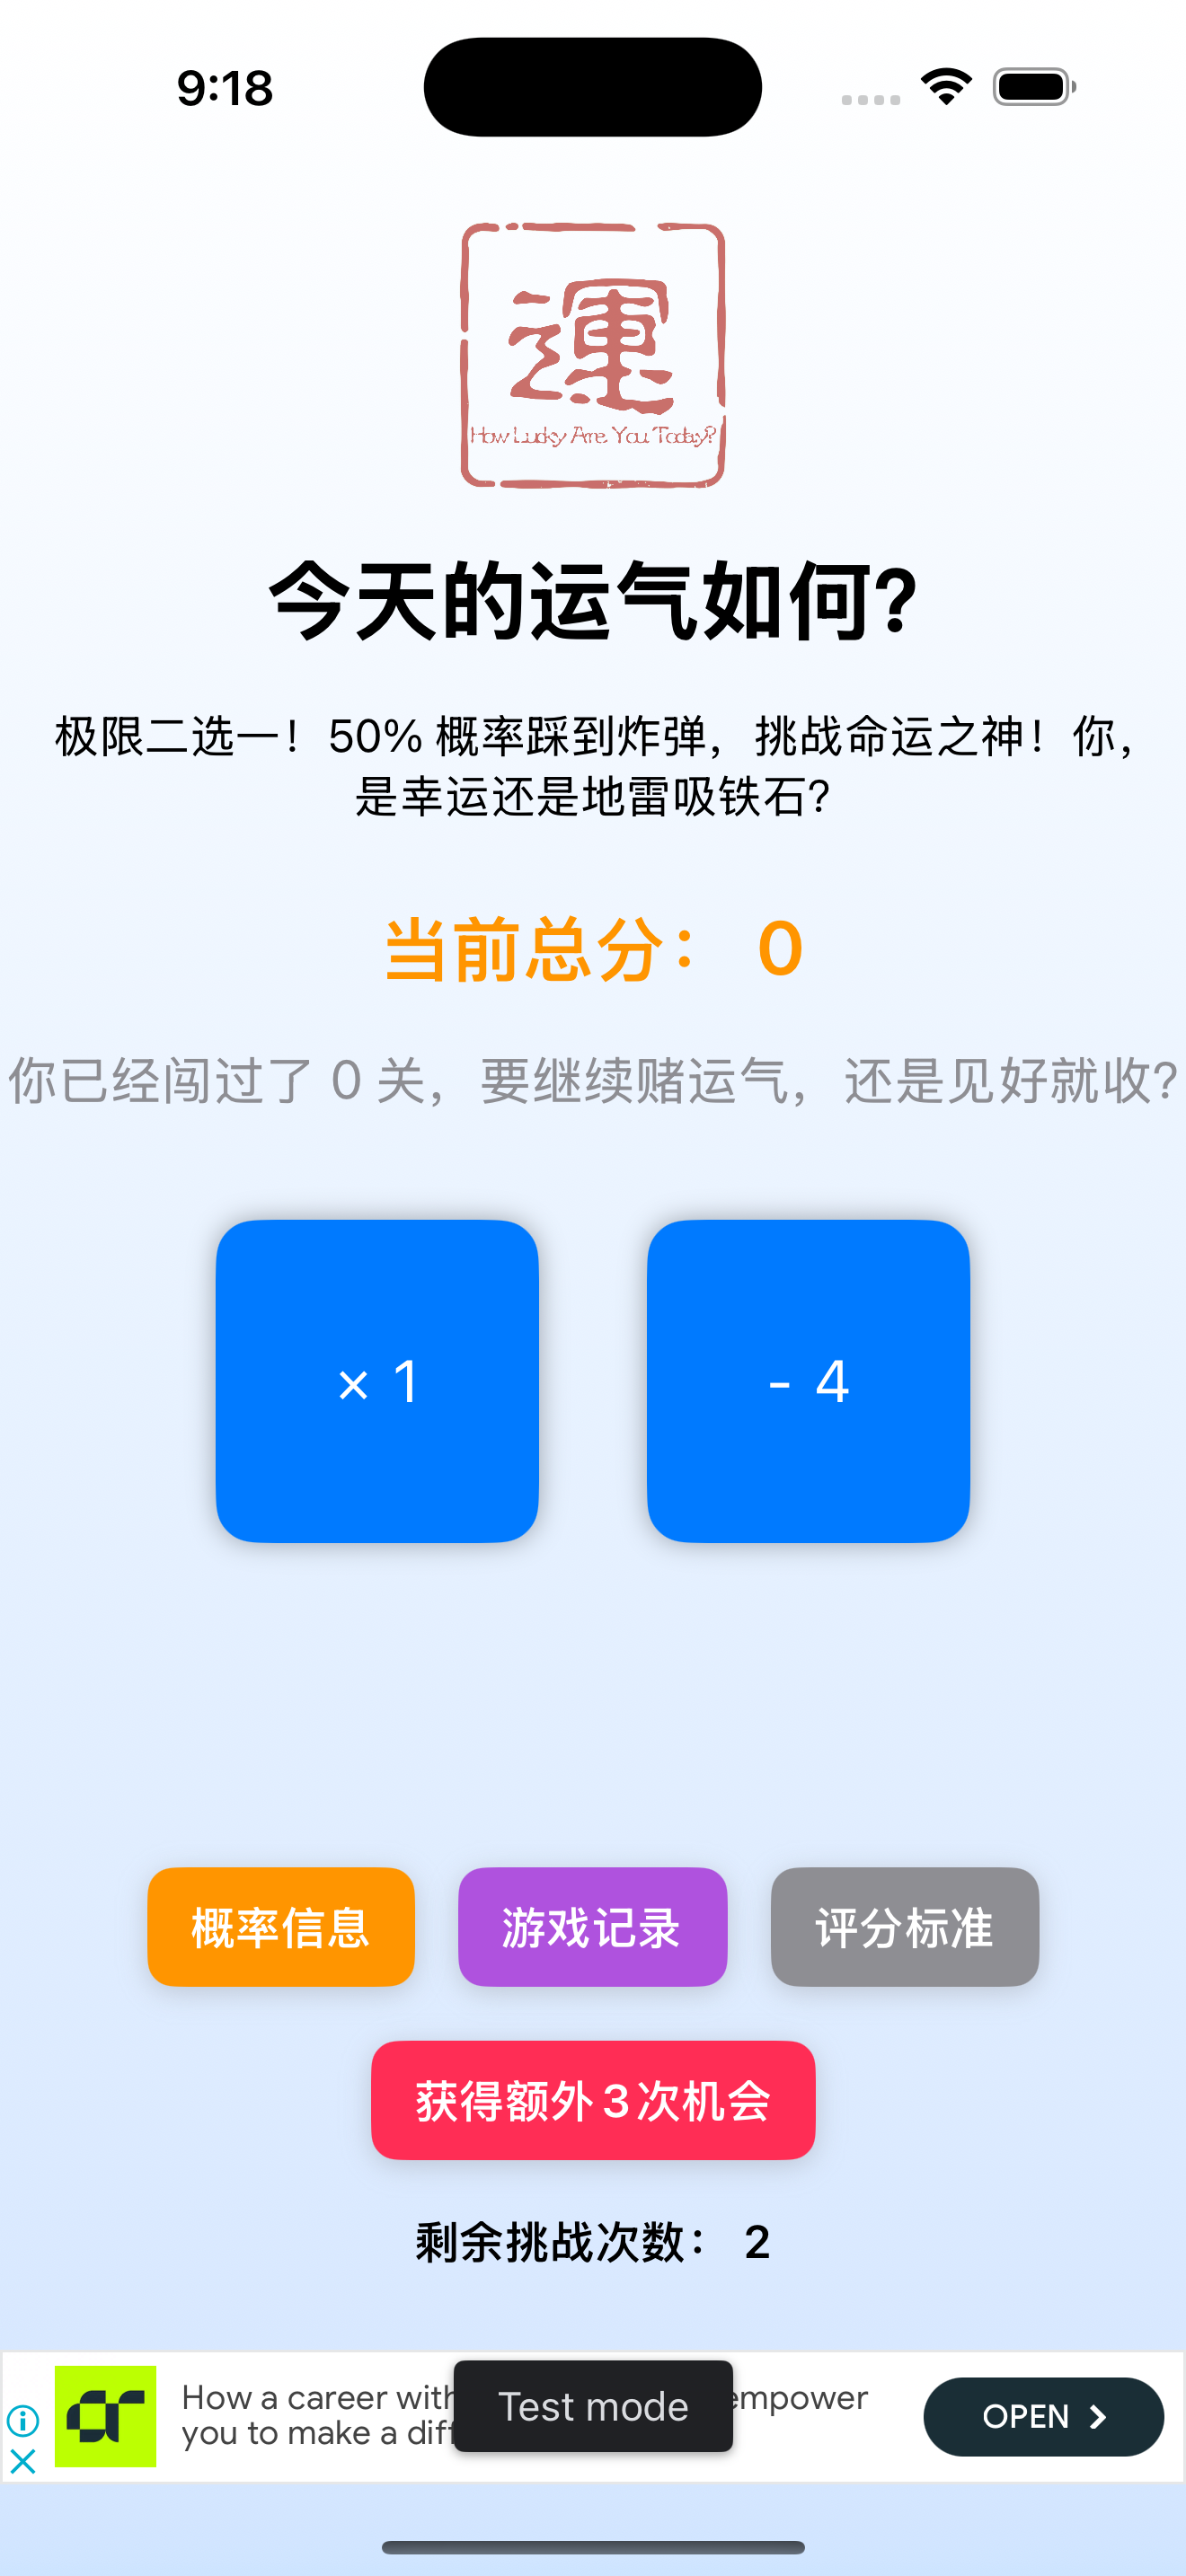 9:18
運
How Lucky Are You Today?
今天的运气如何？
极限二选一！50% 概率踩到炸弹，挑战命运之神！你，
是幸运还是地雷吸铁石？
当前总分： 0
你已经闯过了 0 关，要继续赌运气，还是见好就收？
× 1
- 4
概率信息
游戏记录
评分标准
获得额外3次机会
剩余挑战次数： 2
How a career with
empower
you to make a diff
Test mode
OPEN